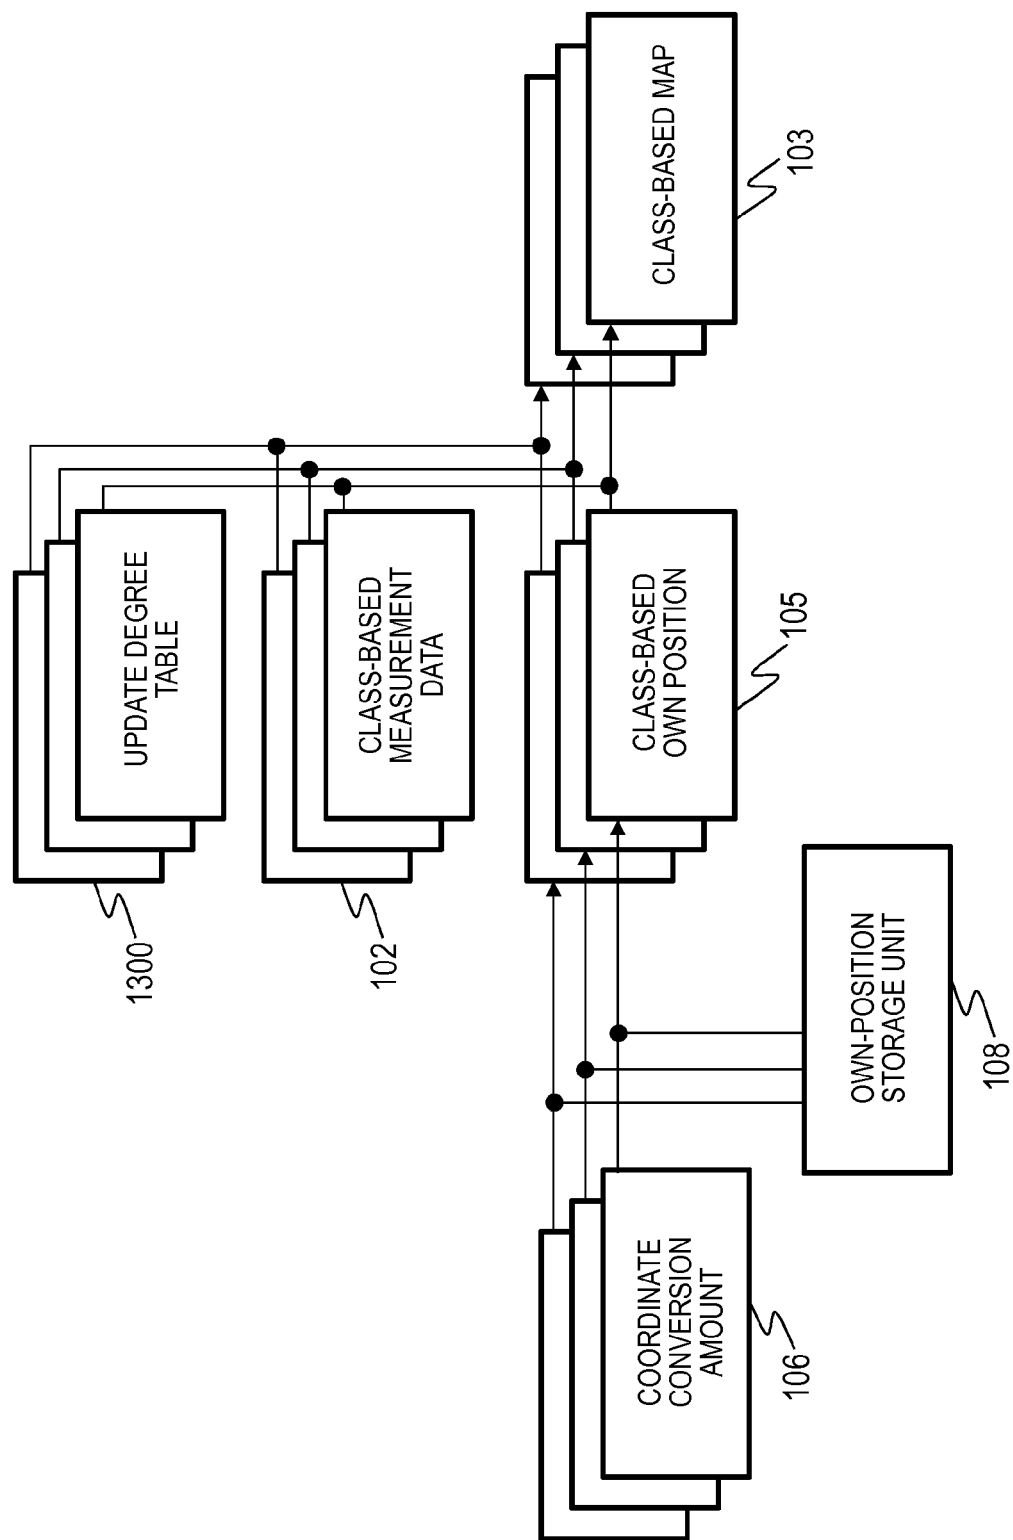 UPDATE DEGREE
TABLE
1300
CLASS-BASED
MEASUREMENT
DATA
102
COORDINATE
CONVERSION
AMOUNT
106
CLASS-BASED
OWN POSITION
105
CLASS-BASED MAP
103
OWN-POSITION
STORAGE UNIT
108